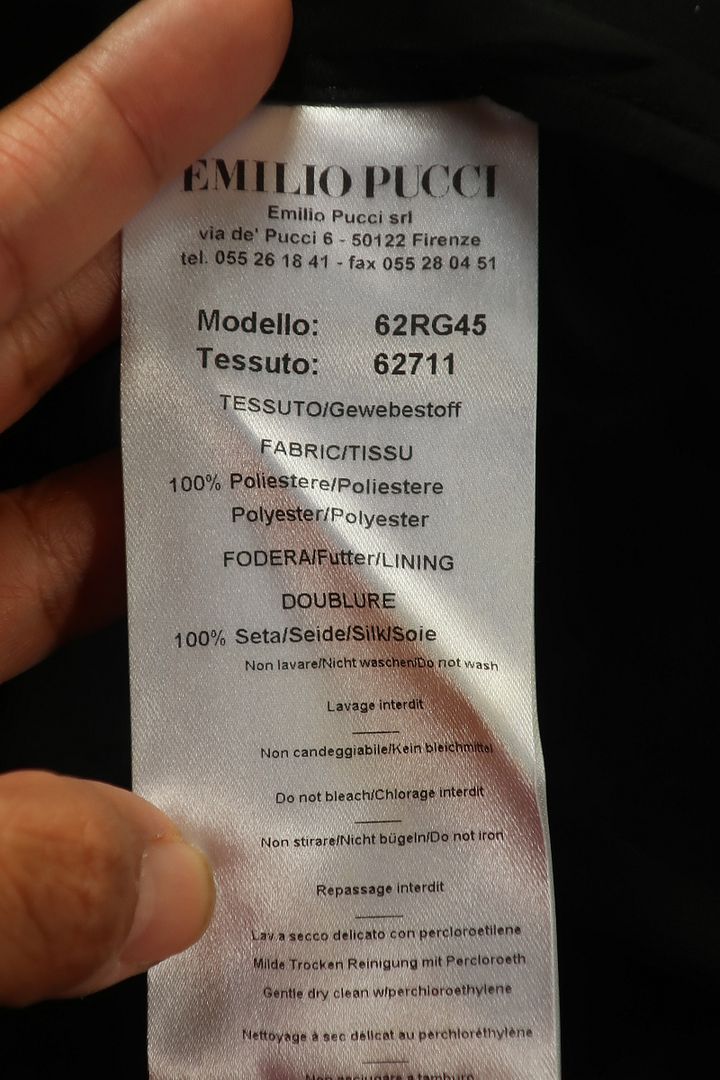 EMILIO PUCCI
Emilio Pucci srl
via de' Pucci 6 - 50122 Firenze
tel. 055 26 18 41 - fax 055 28 04 51
Modello: 62RG45
Tessuto: 62711
TESSUTO/Gewebestoff
FABRIC/TISSU
100% Poliestere/Poliestere
Polyester/Polyester
FODERA/Futter/LINING
DOUBLURE
100% Seta/Seide/Silk/Soie
Non lavare/Nicht waschen/Do not wash
Lavage interdit
Non candeggiabile/Kein bleichmittel
Do not bleach/Chlorage interdit
Non stirare/Nicht bügeln/Do not iron
Repassage interdit
Lav.a secco delicato con percloroetilene
Milde Trocken Reinigung mit Percloroeth
Gentle dry clean w/perchloroethylene
Nettoyage à sec délicat au perchloréthylène
Non asciugare a tamburo